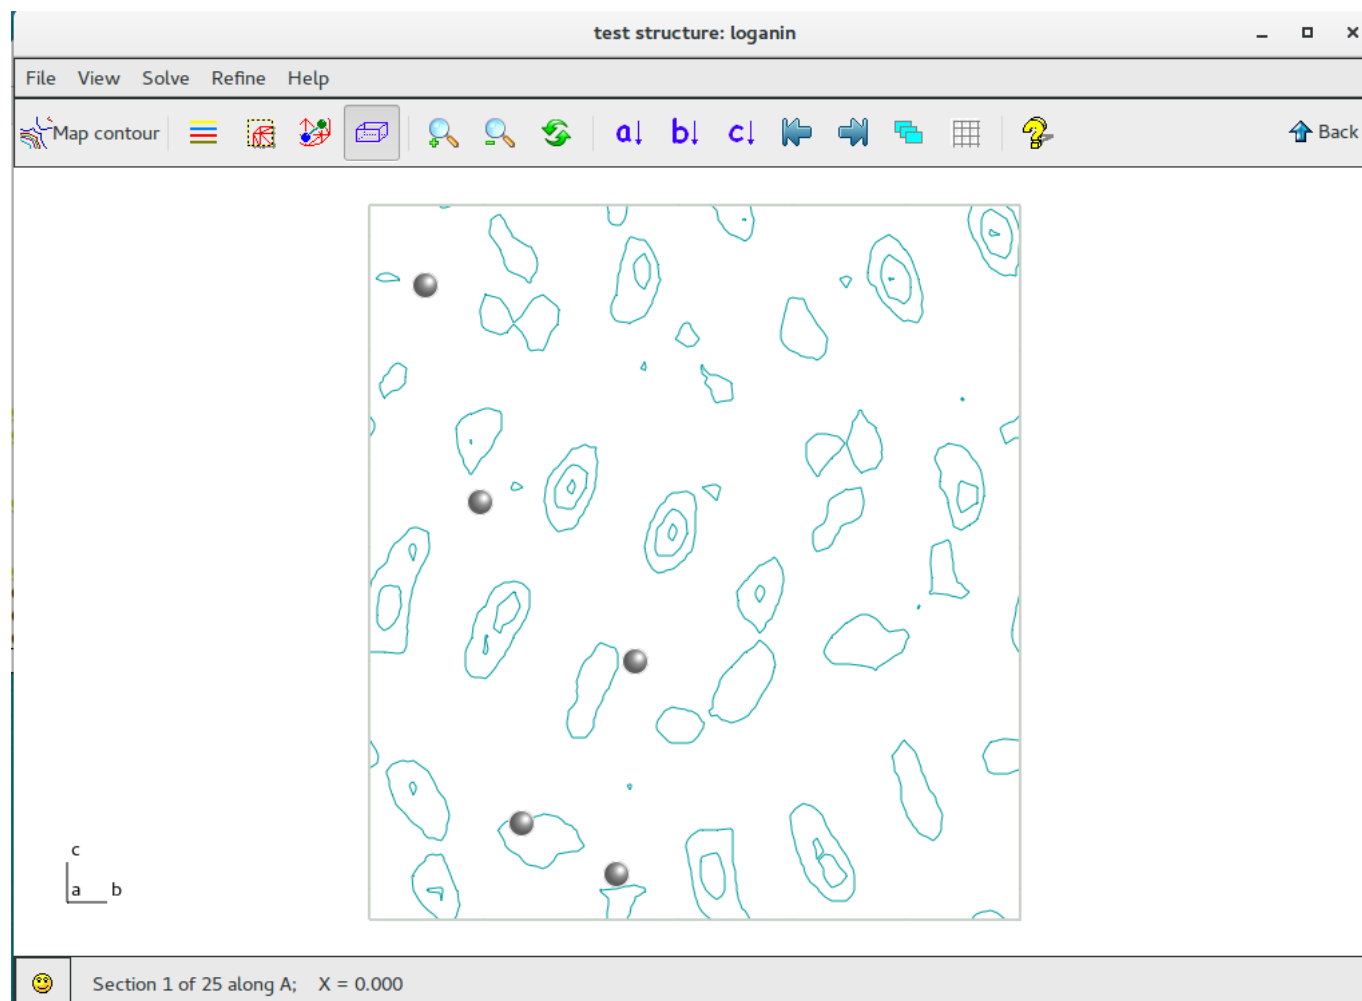 test structure: loganin
File View Solve Refine Help
Map contour a↓ b↓ c↓ Back
c
a b
Section 1 of 25 along A; X = 0.000